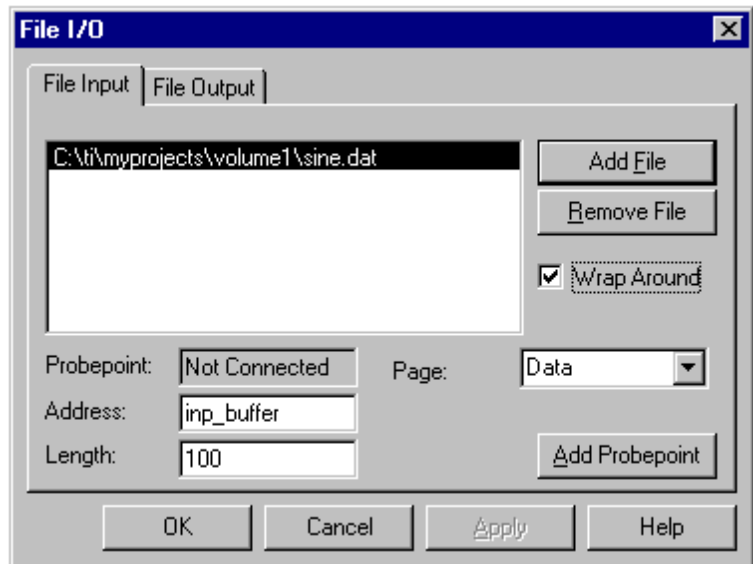 File I/O
File Input File Output
C:\ti\myprojects\volume1\sine.dat
Add File
Remove File
Wrap Around
Probepoint: Not Connected Page: Data
Address: inp_buffer
Length: 100 Add Probepoint
OK Cancel Apply Help